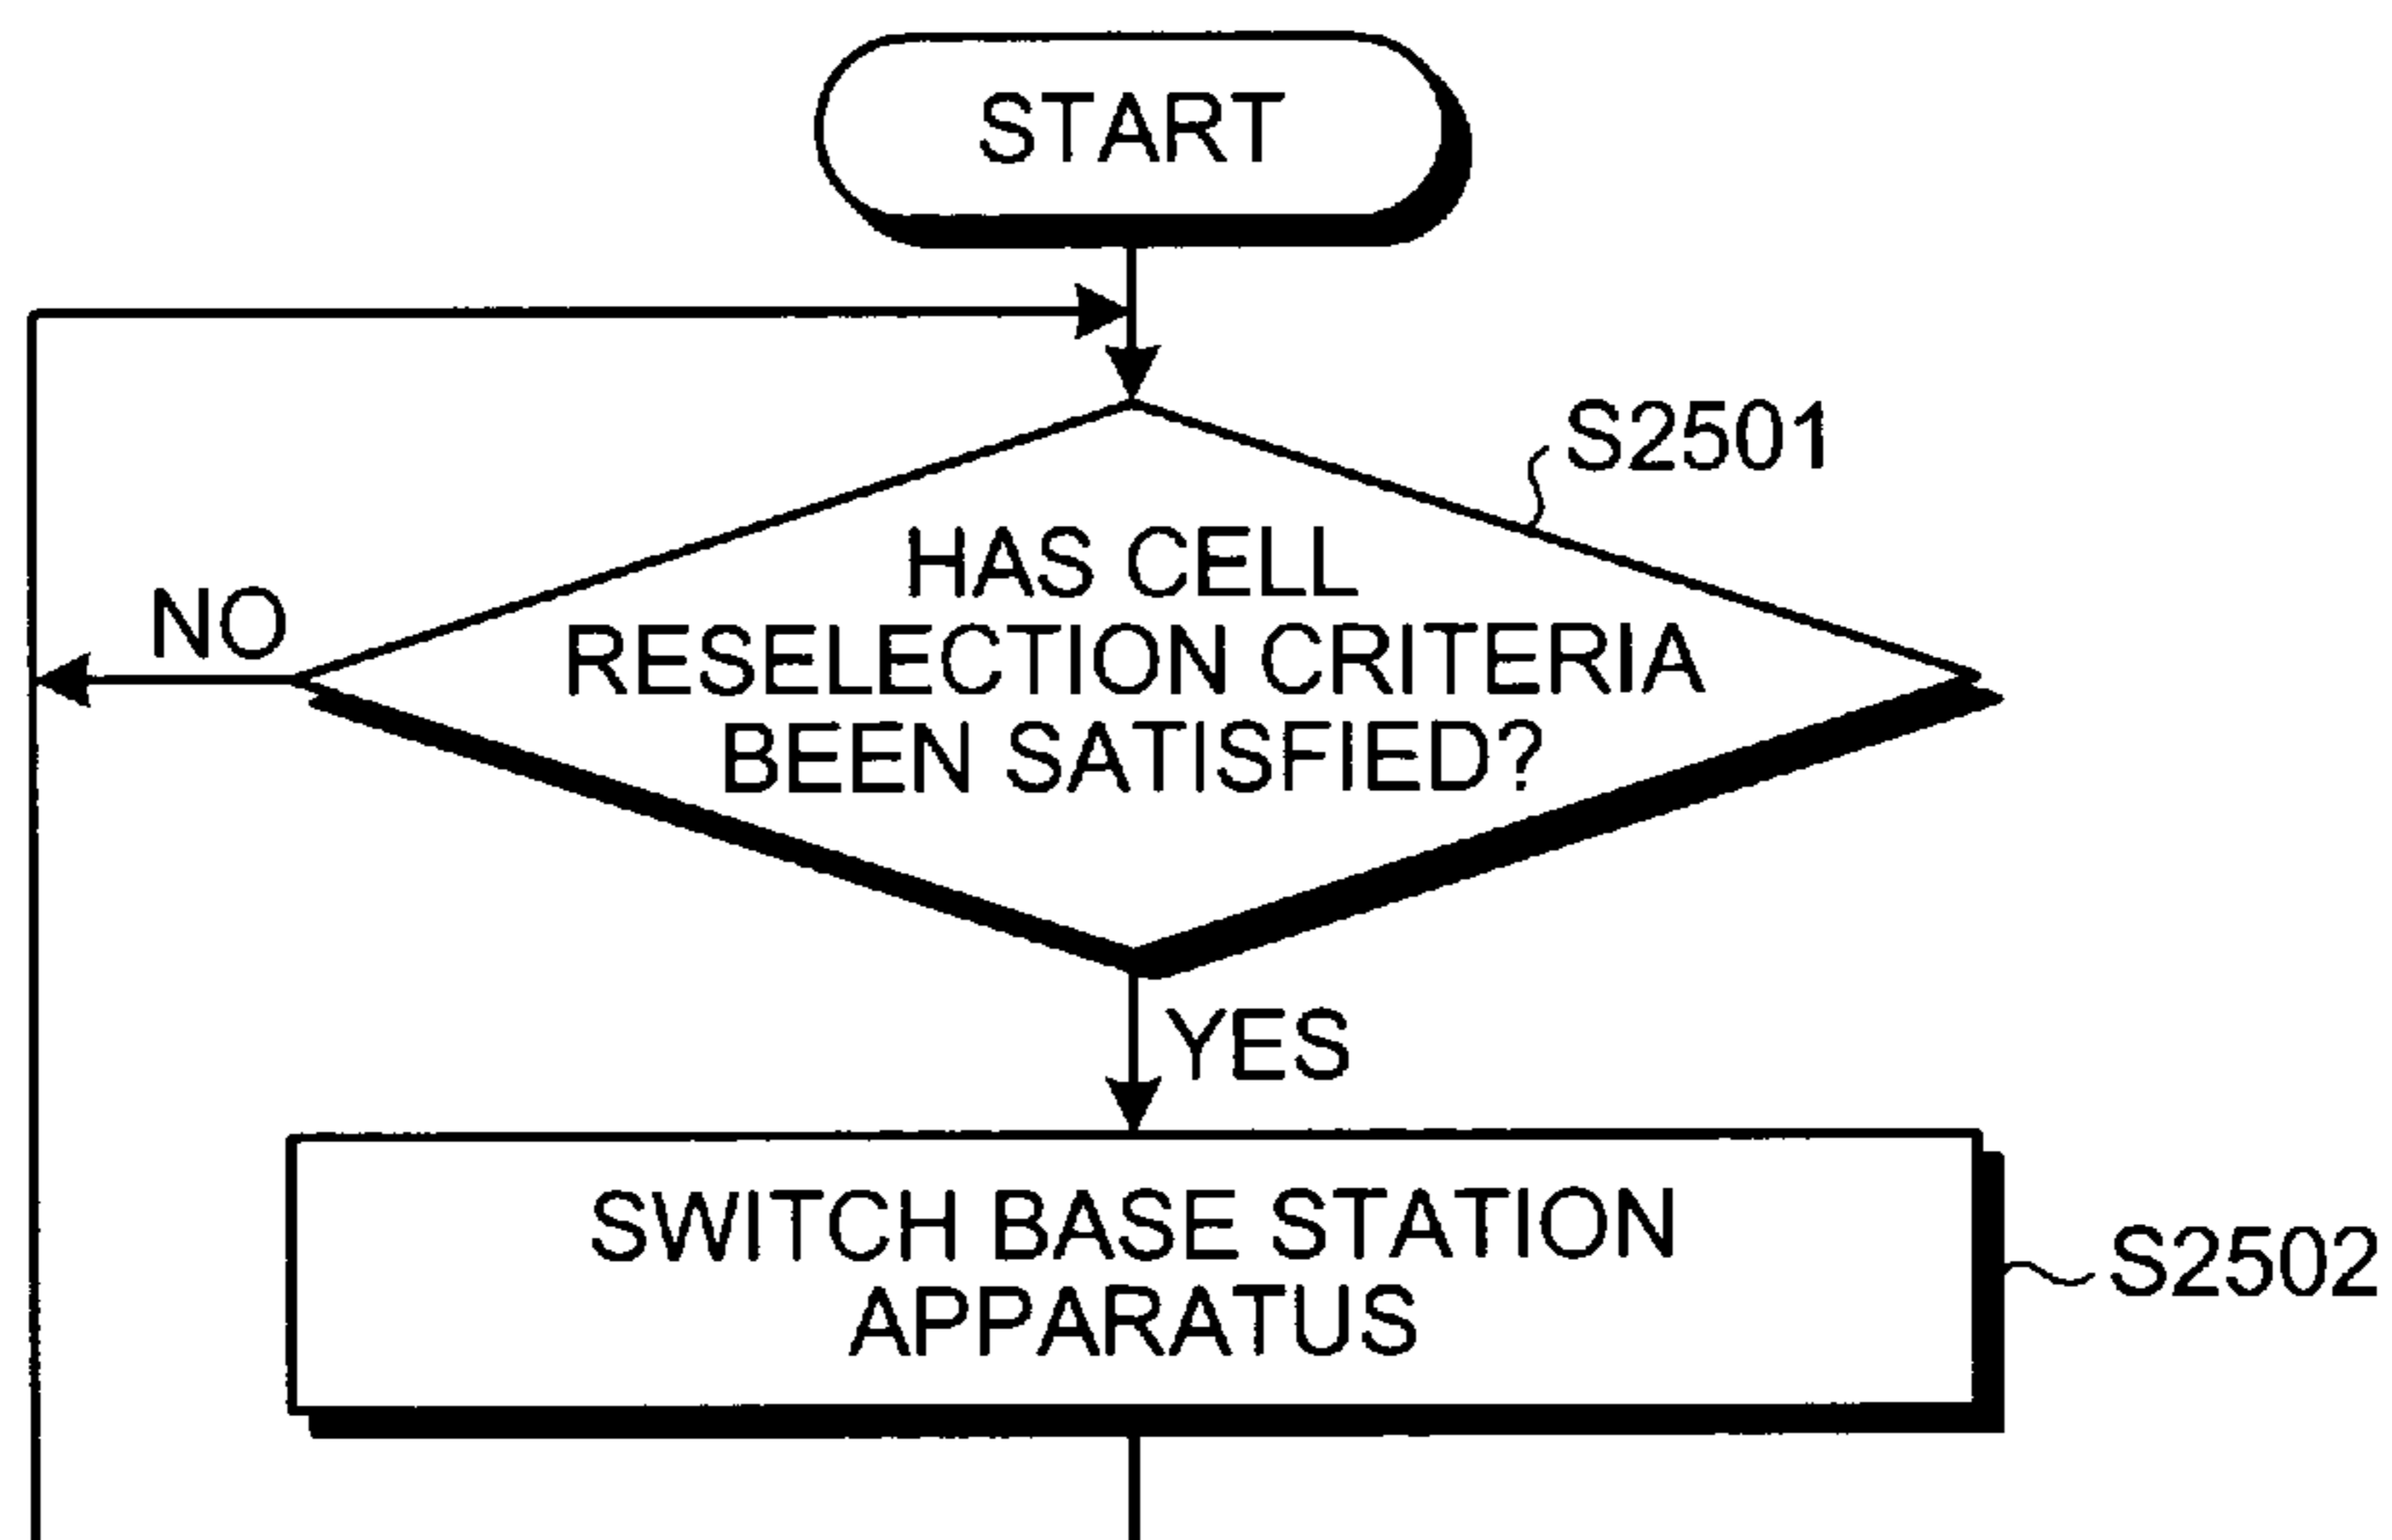 START
S2501
HAS CELL
RESELECTION CRITERIA
BEEN SATISFIED?
NO
YES
SWITCH BASE STATION
APPARATUS
S2502